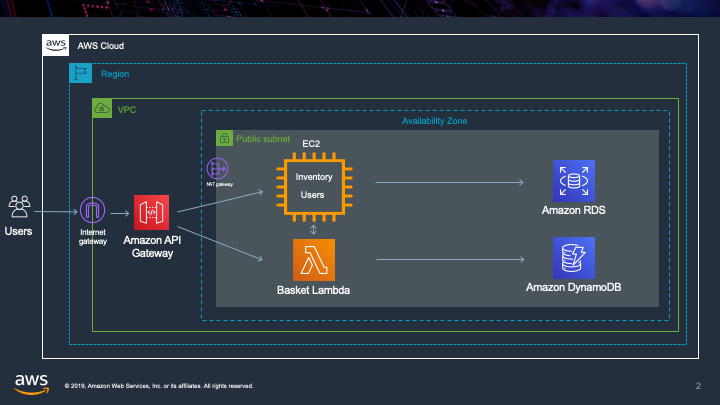 aws
AWS Cloud
Region
VPC
Availability Zone
Public subnet
EC2
Inventory
Users
NAT gateway
Amazon RDS
Users
Internet
gateway
Amazon API
Gateway
Basket Lambda
Amazon DynamoDB
aws
© 2019, Amazon Web Services, Inc. or its affiliates. All rights reserved.
2